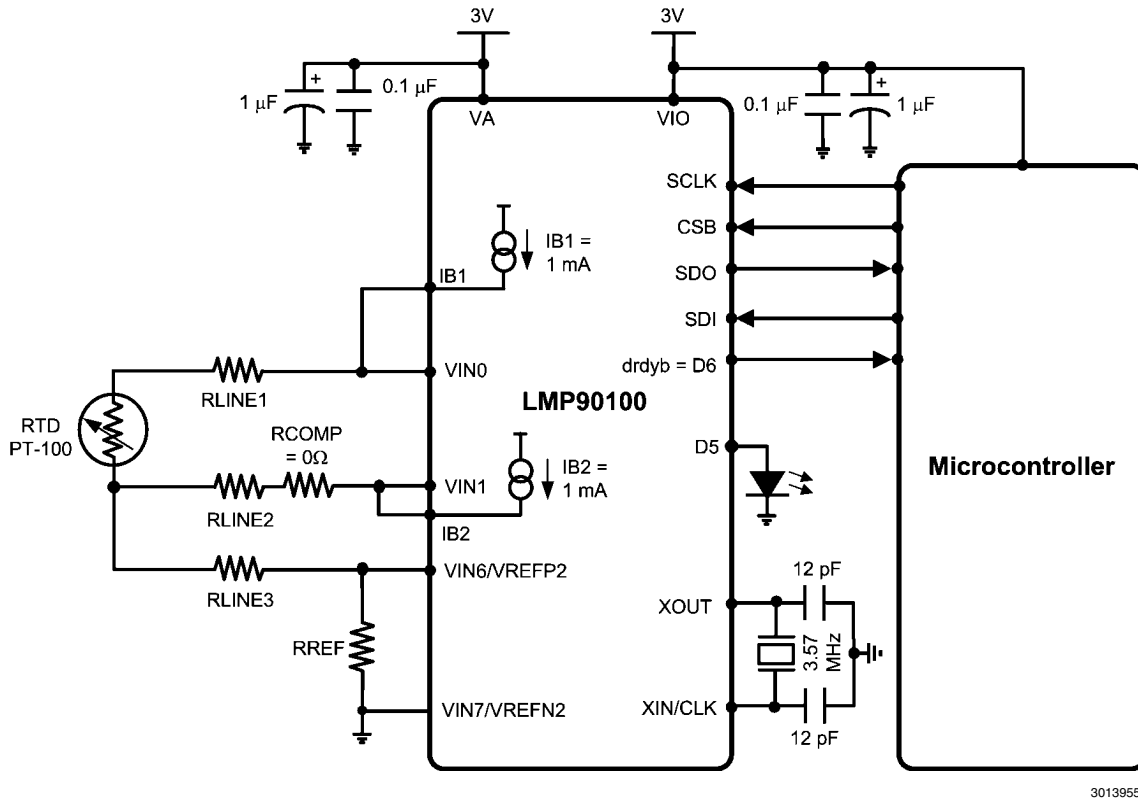 3V
3V
1 µF
+
0.1 µF
0.1 µF
+
1 µF
VA
VIO
SCLK
CSB
SDO
SDI
drdyb = D6
IB1
IB1 =
1 mA
VIN0
RLINE1
RTD
PT-100
LMP90100
RCOMP
= 0Ω
IB2 =
1 mA
VIN1
RLINE2
IB2
D5
Microcontroller
VIN6/VREFP2
RLINE3
12 pF
XOUT
RREF
3.57
MHz
VIN7/VREFN2
XIN/CLK
12 pF
3013955